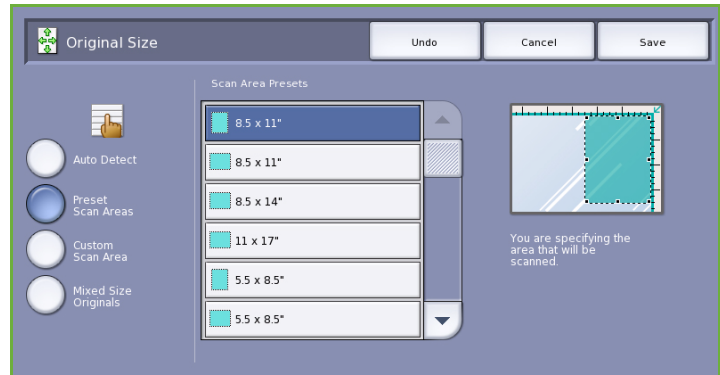 Original Size
Undo
Cancel
Save
Scan Area Presets
Auto Detect
Preset
Scan Areas
Custom
Scan Area
Mixed Size
Originals
8.5 x 11"
8.5 x 11"
8.5 x 14"
11 x 17"
5.5 x 8.5"
5.5 x 8.5"
You are specifying the
area that will be
scanned.